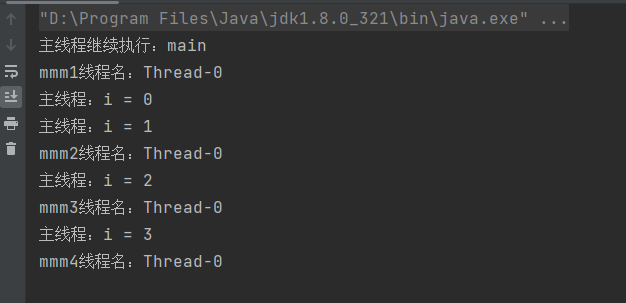 "D:\Program Files\Java\jdk1.8.0_321\bin\java.exe" ...
主线程继续执行：main
mmm1线程名：Thread-0
主线程：i = 0
主线程：i = 1
mmm2线程名：Thread-0
主线程：i = 2
mmm3线程名：Thread-0
主线程：i = 3
mmm4线程名：Thread-0